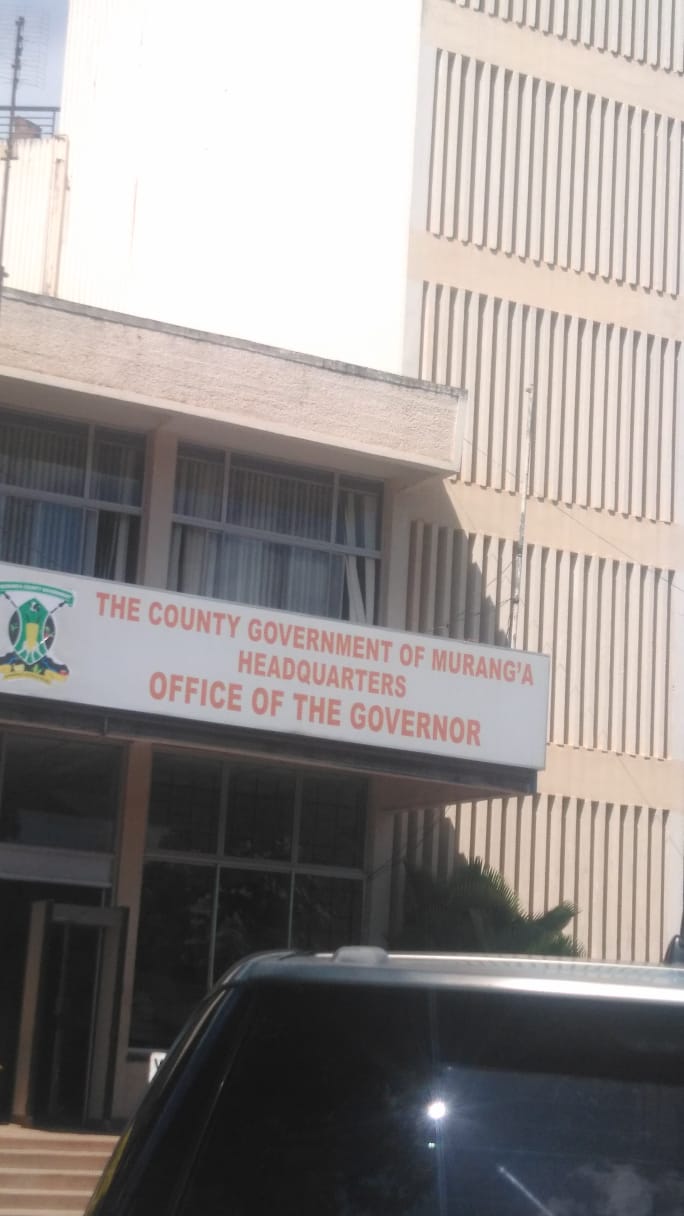 THE COUNTY GOVERNMENT OF MURANG'A
HEADQUARTERS
OFFICE OF THE GOVERNOR